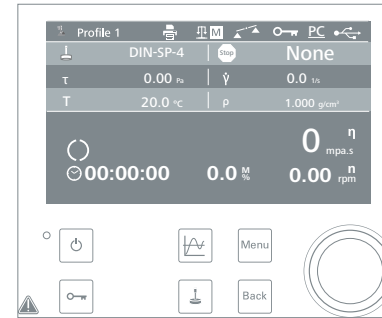 Profile 1 M PC
DIN-SP-4 Stop None
τ 0.00 Pa γ̇ 0.0 1/s
T 20.0 °C ρ 1.000 g/cm³
0 η mpa.s
00:00:00 0.0 M % 0.00 n rpm
Menu
Back